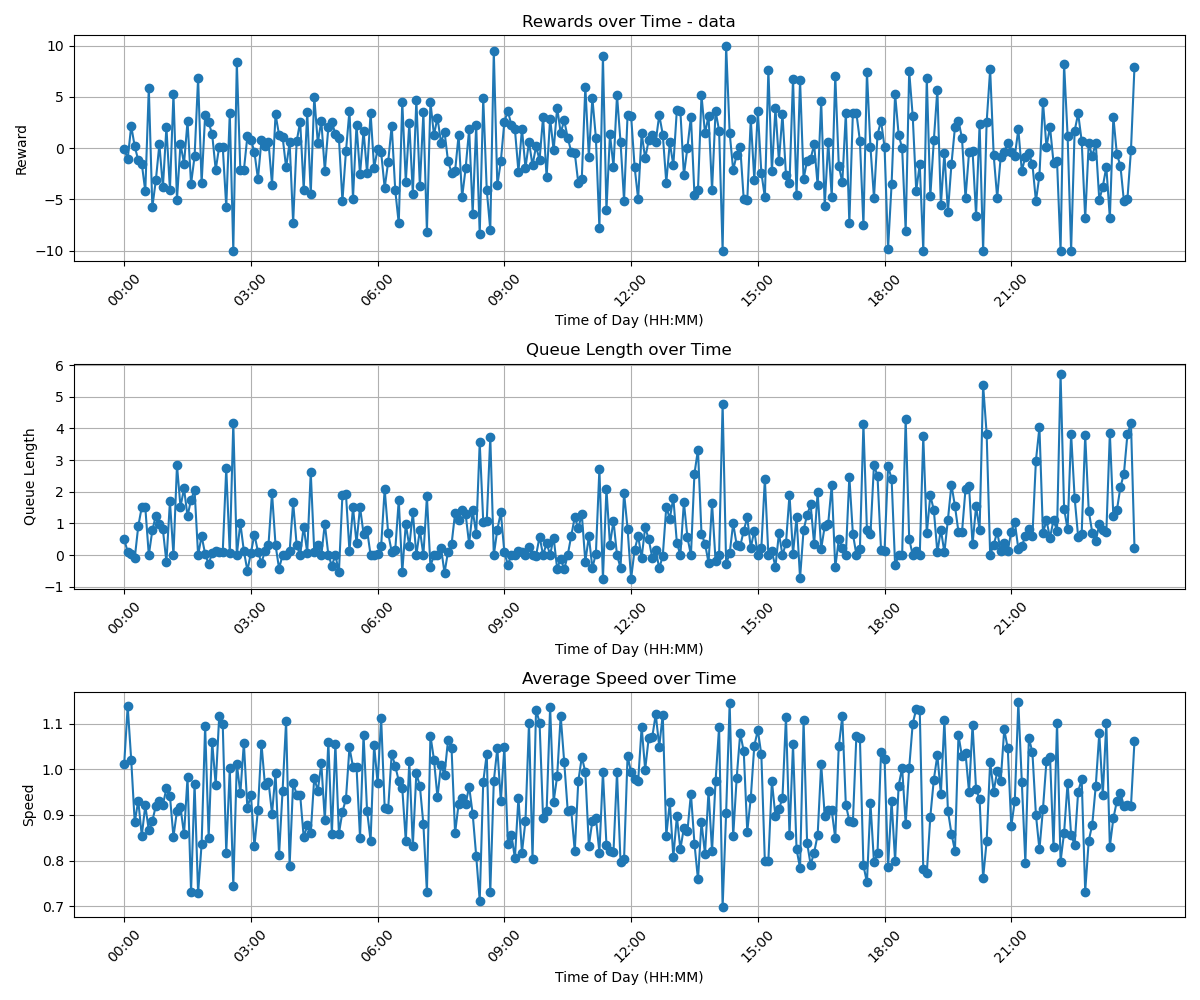 Rewards over Time - data
10
5
0
−5
−10
Reward
00:00 03:00 06:00 09:00 12:00 15:00 18:00 21:00
Time of Day (HH:MM)
Queue Length over Time
6
5
4
3
2
1
0
−1
Queue Length
00:00 03:00 06:00 09:00 12:00 15:00 18:00 21:00
Time of Day (HH:MM)
Average Speed over Time
1.1
1.0
0.9
0.8
0.7
Speed
00:00 03:00 06:00 09:00 12:00 15:00 18:00 21:00
Time of Day (HH:MM)